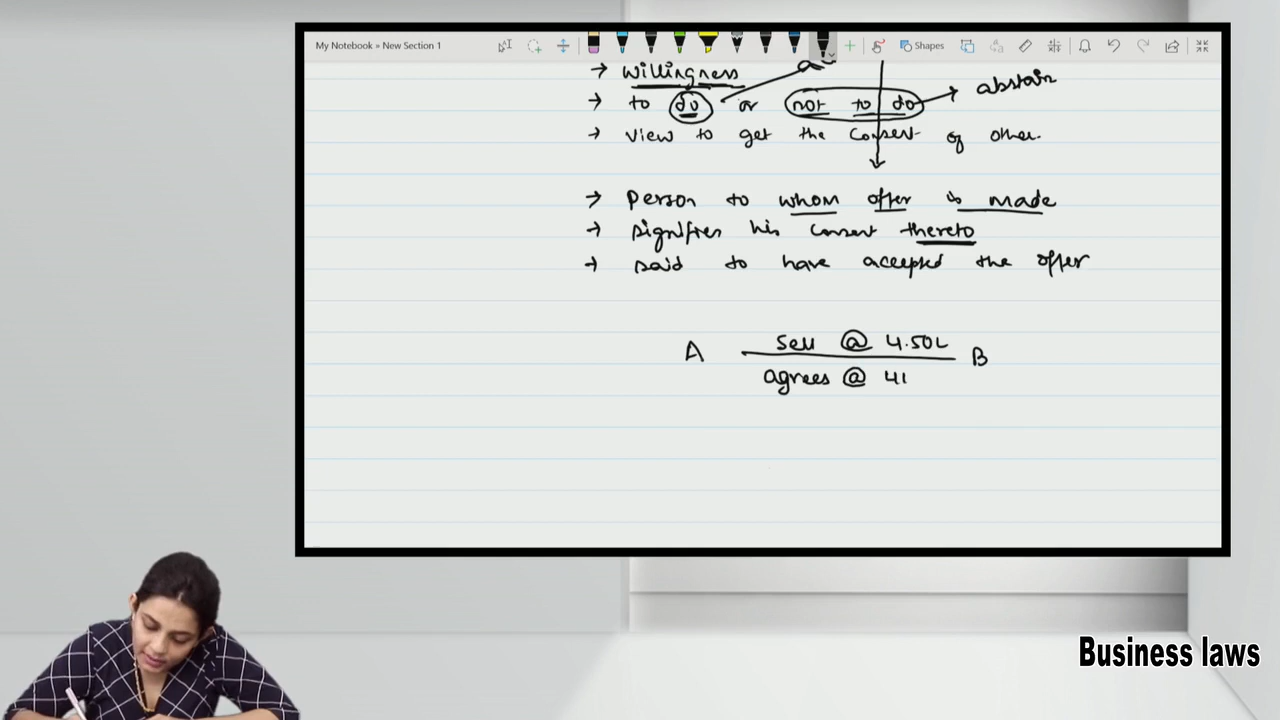 My Notebook » New Section 1
Shapes
→ Willingness
→ to do or not to do → abstain
→ view to get the consent of other.
→ person to whom offer is made
→ signifies his consent thereto
→ said to have accepted the offer
A sell @ 4.50L B
agrees @ 4l
Business laws